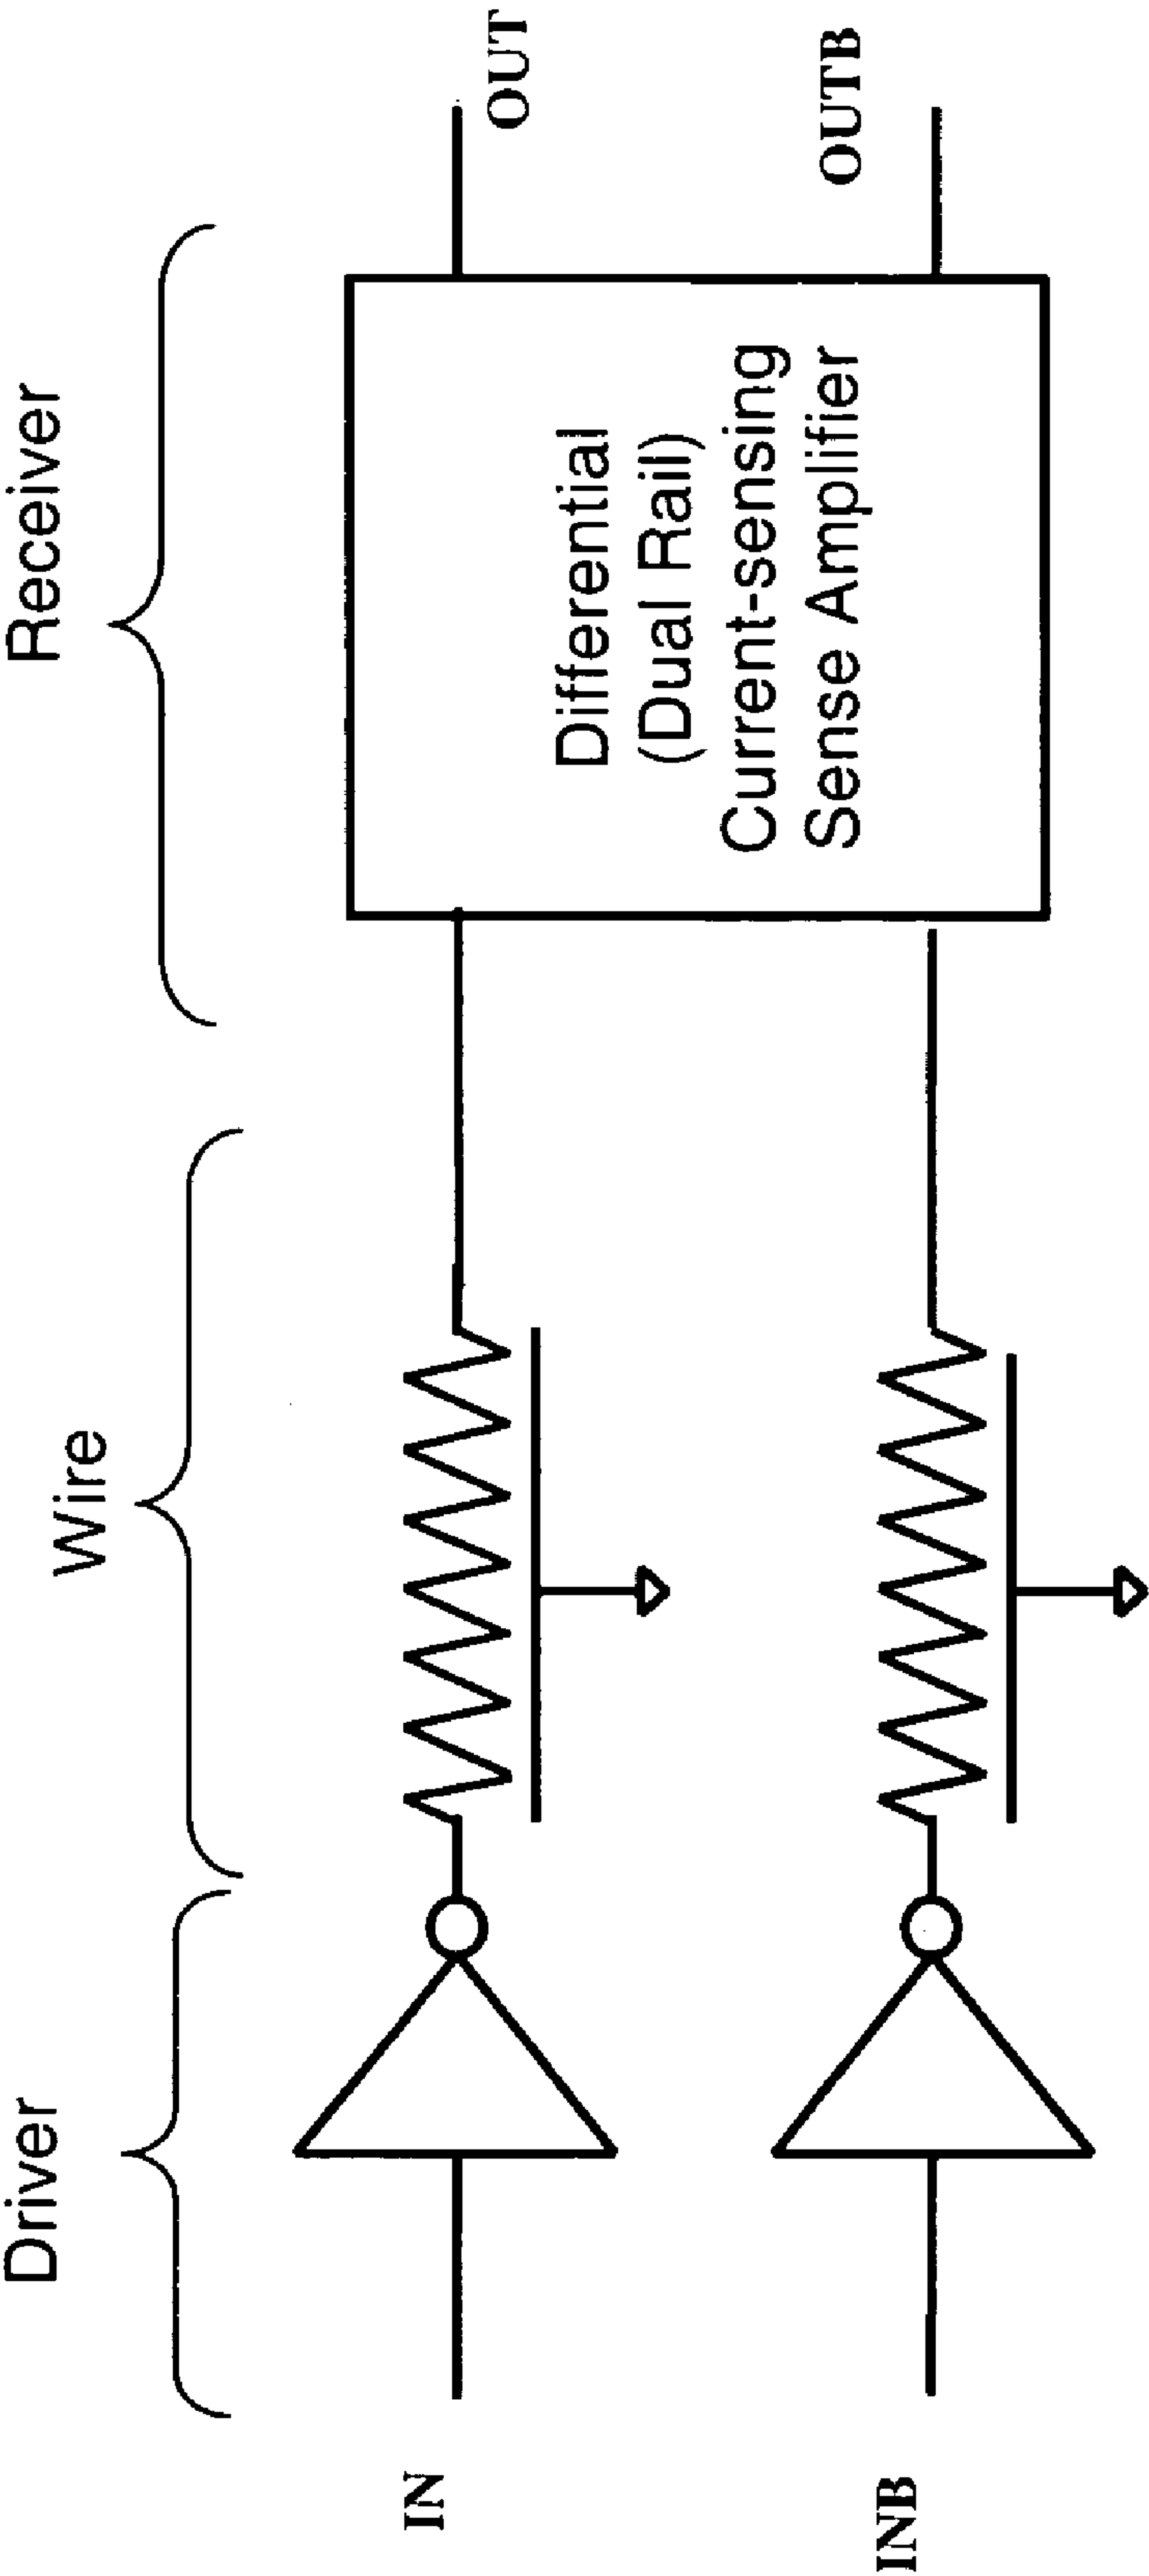 Driver
Wire
Receiver
IN
OUT
Differential
(Dual Rail)
Current-sensing
Sense Amplifier
INB
OUTB